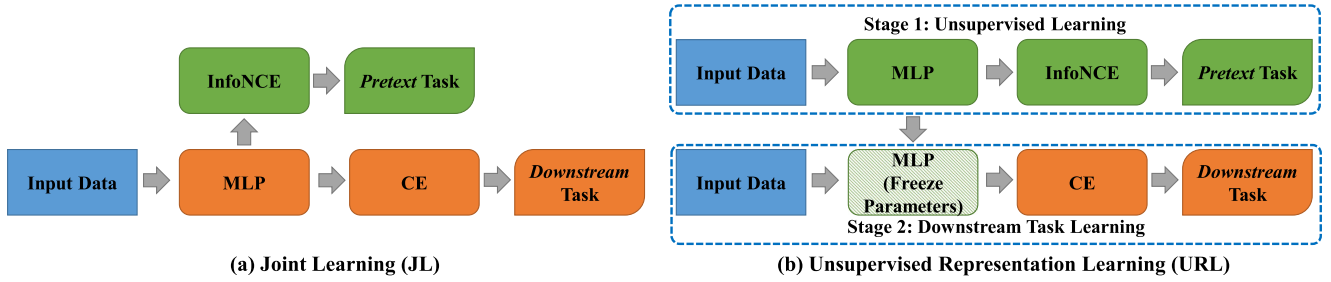 InfoNCE
Pretext Task
Input Data
MLP
CE
Downstream
Task
(a) Joint Learning (JL)
Stage 1: Unsupervised Learning
Input Data
MLP
InfoNCE
Pretext Task
Input Data
MLP
(Freeze
Parameters)
CE
Downstream
Task
Stage 2: Downstream Task Learning
(b) Unsupervised Representation Learning (URL)